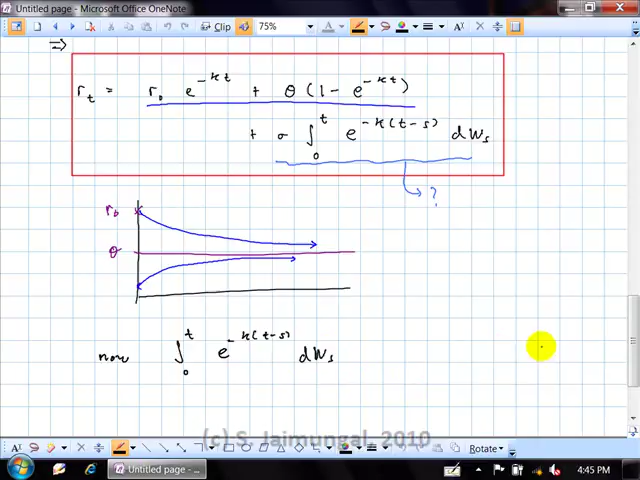 Untitled page - Microsoft Office OneNote
Clip 75%
⇒
r_t = r_0 e^{-κt} + θ (1 - e^{-κt})
+ σ ∫_0^t e^{-κ(t-s)} dW_s
?
r_0
θ
now ∫_0^t e^{-κ(t-s)} dW_s
(c) S. Jaimungal, 2010
Rotate
Untitled page - ...
4:45 PM